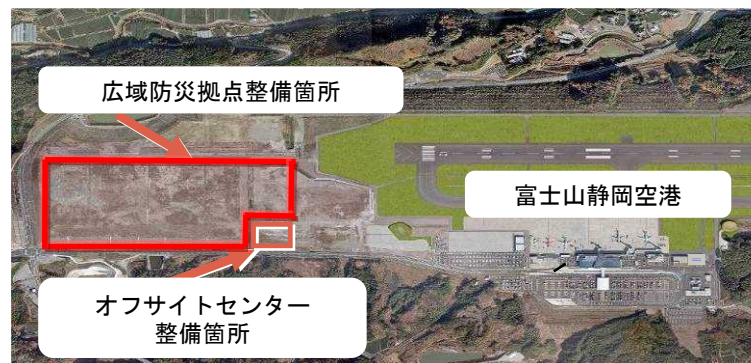 広域防災拠点整備箇所
富士山静岡空港
オフサイトセンター
整備箇所